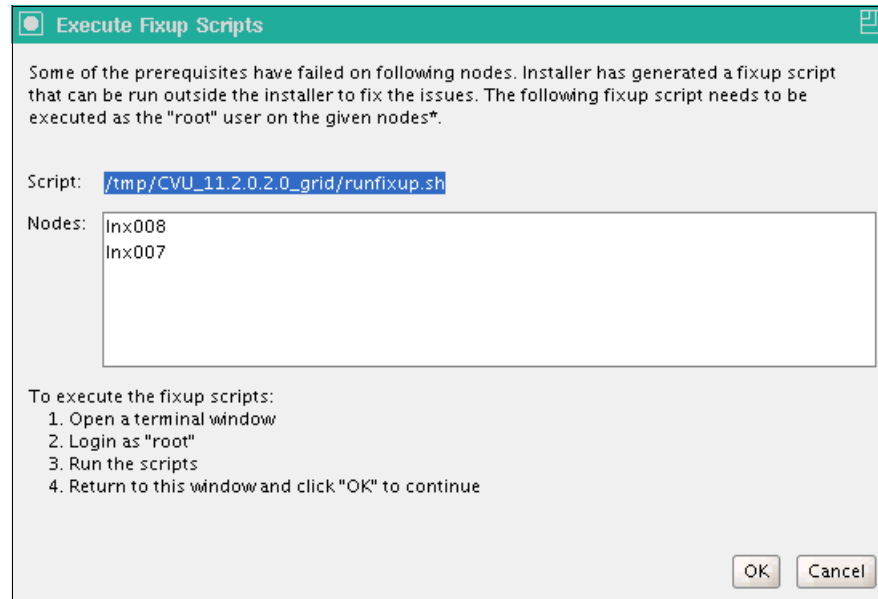 Execute Fixup Scripts
Some of the prerequisites have failed on following nodes. Installer has generated a fixup script
that can be run outside the installer to fix the issues. The following fixup script needs to be
executed as the "root" user on the given nodes*.
Script: /tmp/CVU_11.2.0.2.0_grid/runfixup.sh
Nodes: lnx008
lnx007
To execute the fixup scripts:
1. Open a terminal window
2. Login as "root"
3. Run the scripts
4. Return to this window and click "OK" to continue
OK Cancel